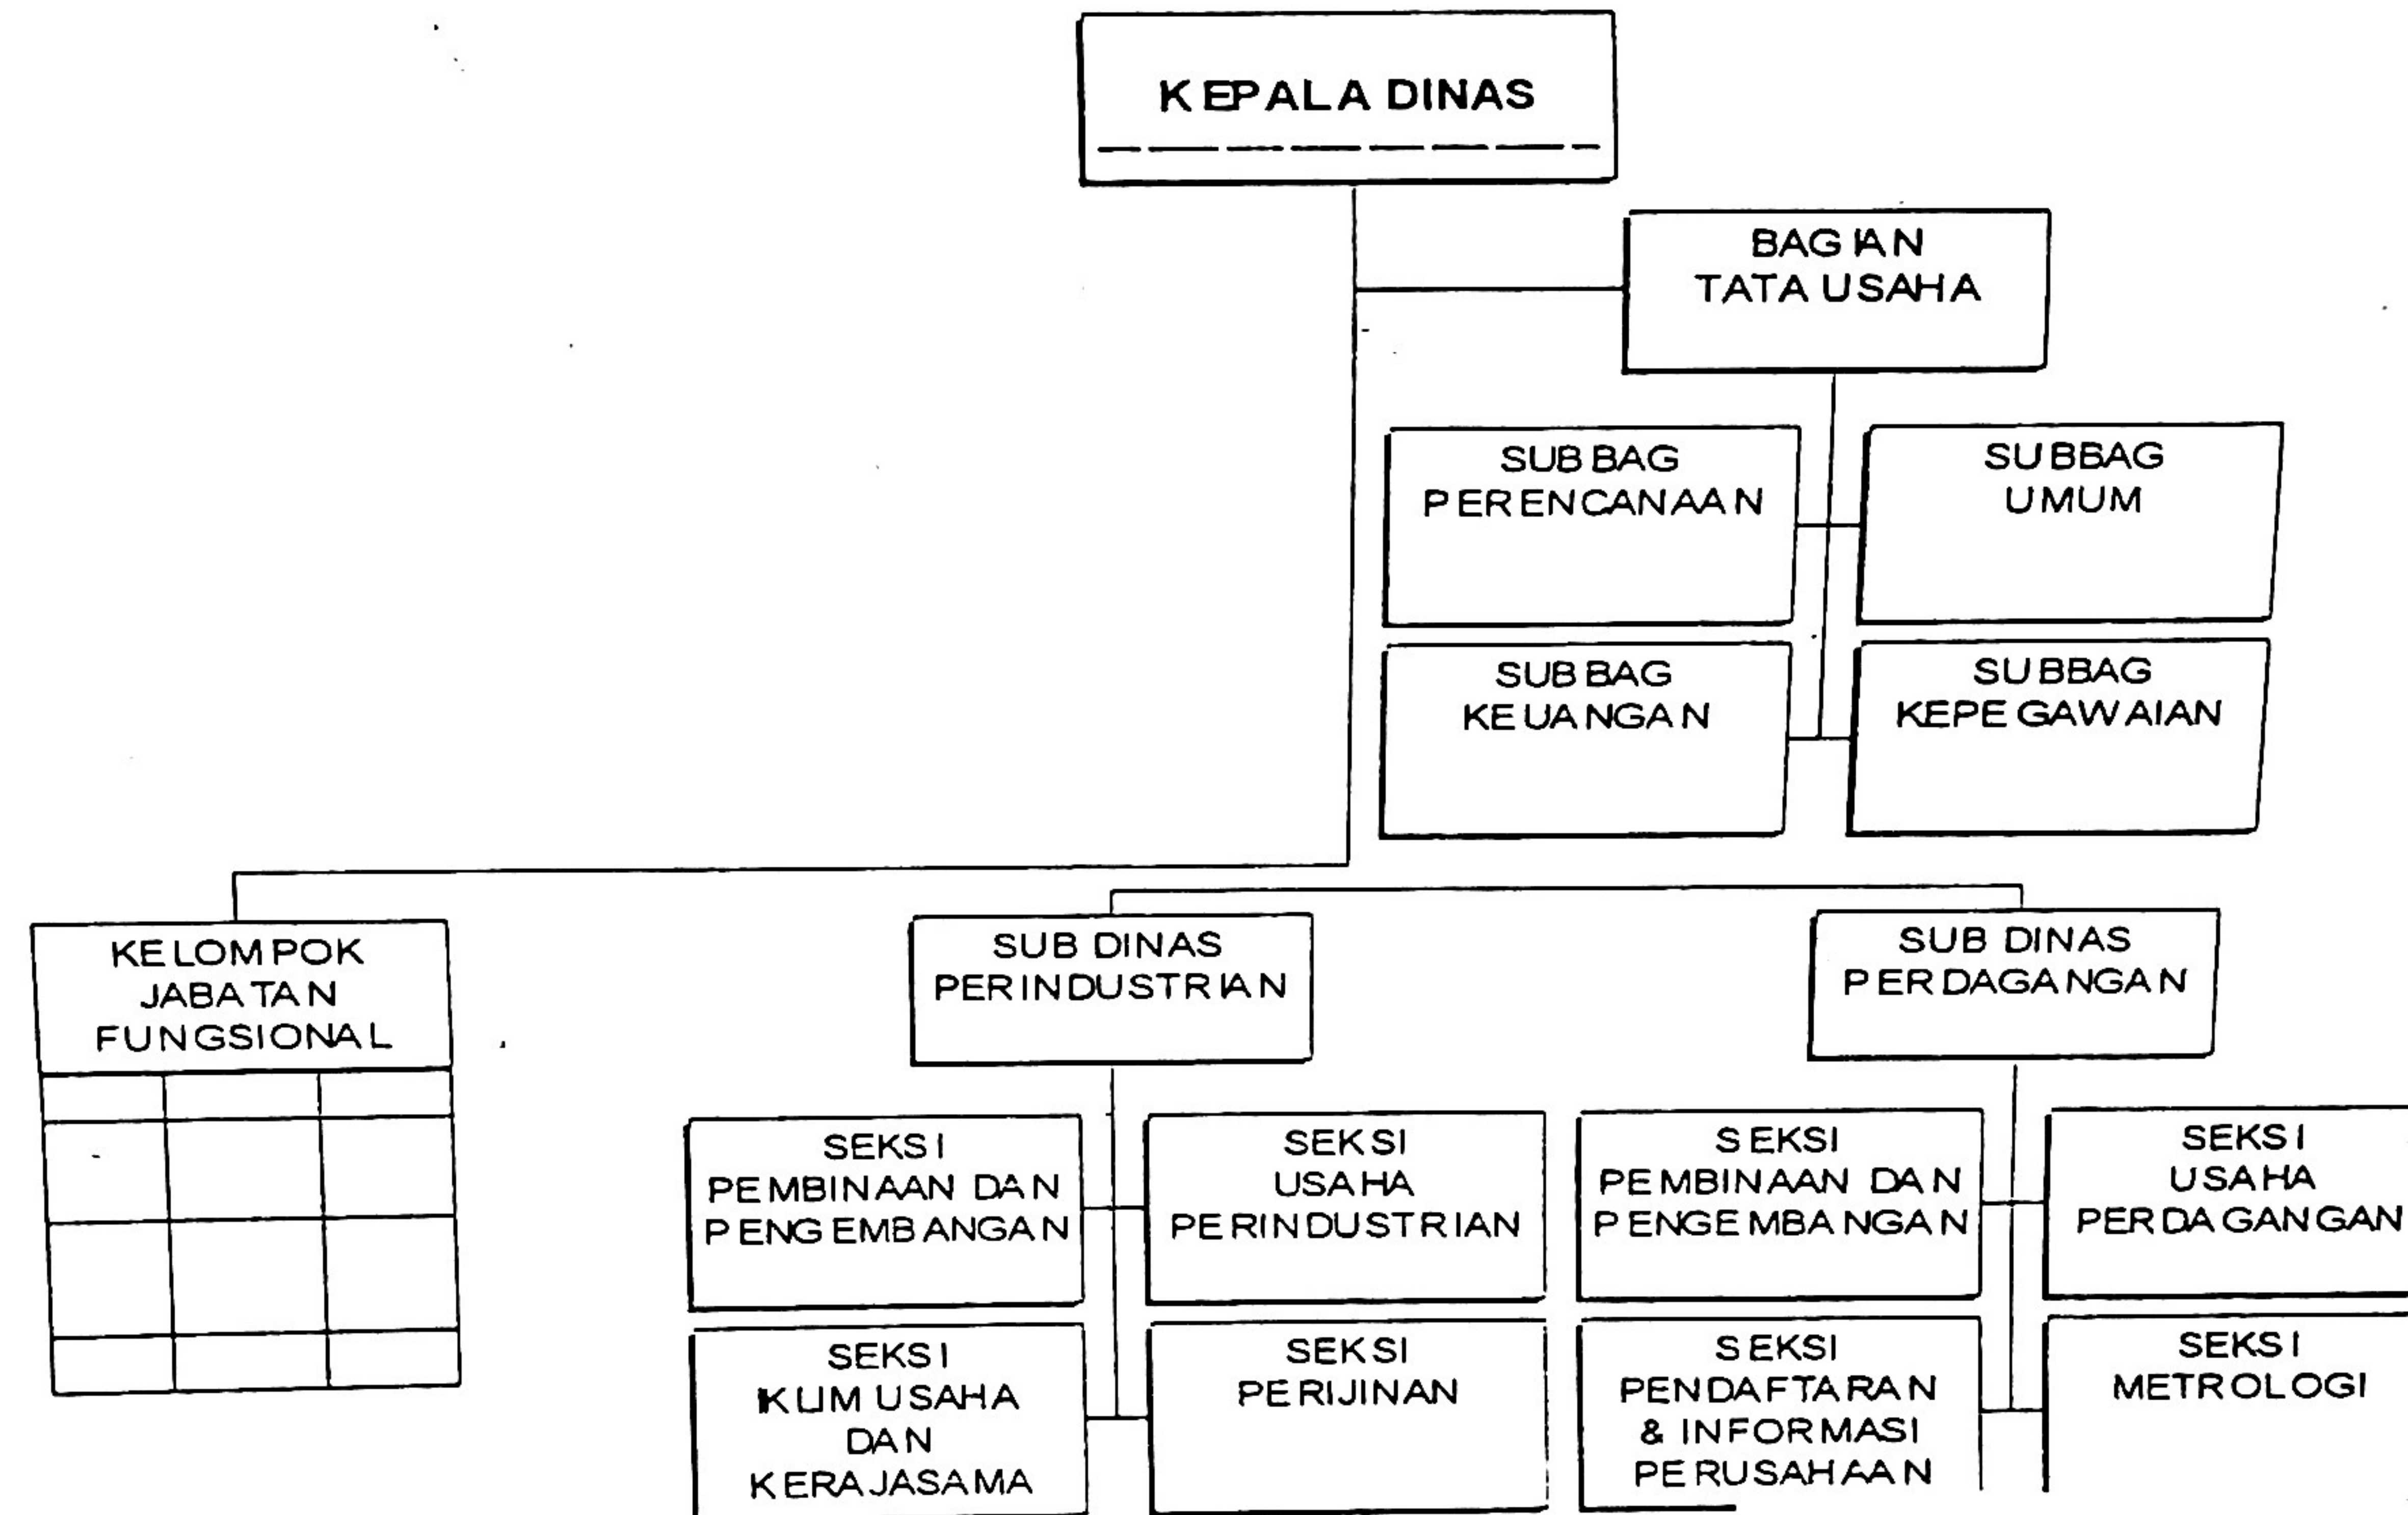 KEPALA DINAS
BAGIAN
TATA USAHA
SUBBAG
PERENCANAAN
SUBBAG
UMUM
SUBBAG
KEUANGAN
SUBBAG
KEPEGAWAIAN
KELOMPOK
JABATAN
FUNGSIONAL
SUB DINAS
PERINDUSTRIAN
SUB DINAS
PERDAGANGAN
SEKSI
PEMBINAAN DAN
PENGEMBANGAN
SEKSI
USAHA
PERINDUSTRIAN
SEKSI
PEMBINAAN DAN
PENGEMBANGAN
SEKSI
USAHA
PERDAGANGAN
SEKSI
IKLIM USAHA
DAN
KERAJASAMA
SEKSI
PERIJINAN
SEKSI
PENDAFTARAN
& INFORMASI
PERUSAHAAN
SEKSI
METROLOGI